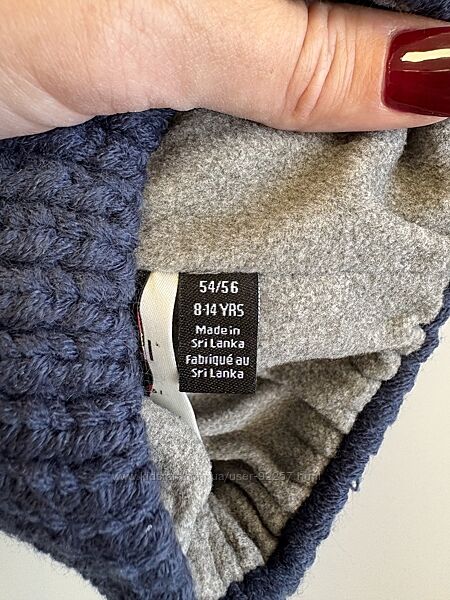 54/56
8-14 YRS
Made in
Sri Lanka
Fabriqué au
Sri Lanka